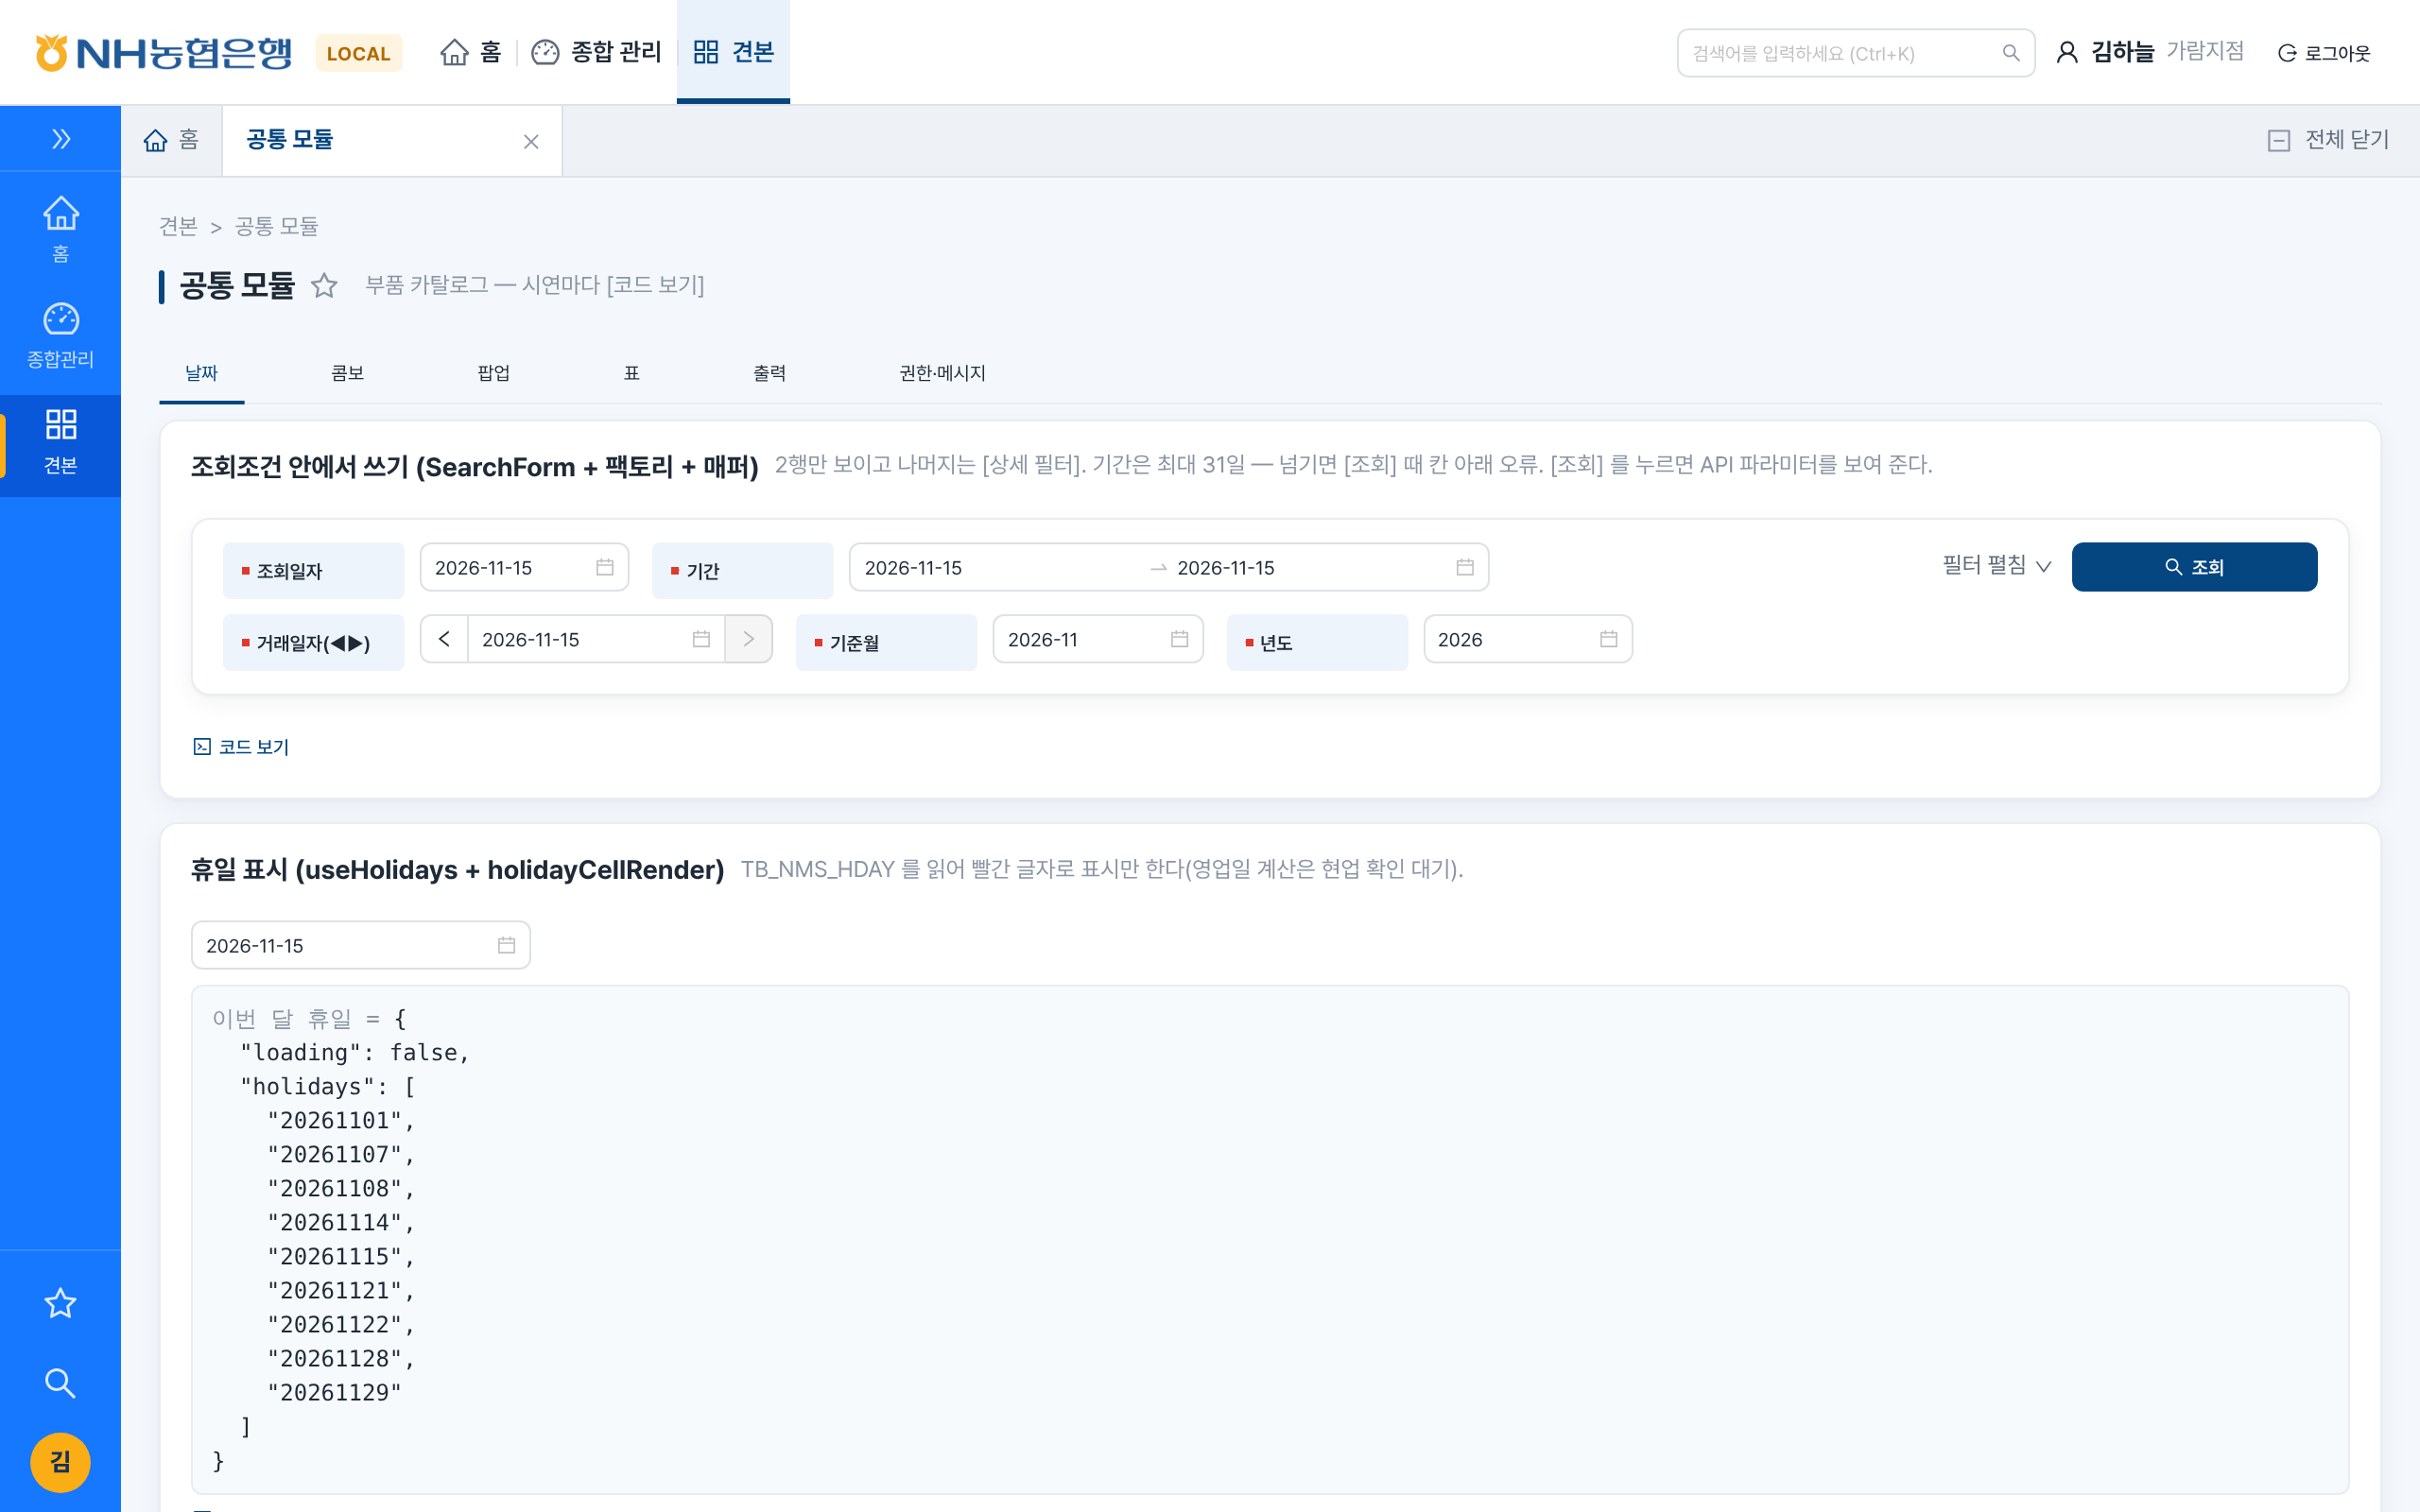 NH농협은행 LOCAL 홈 종합 관리 견본 검색어를 입력하세요 (Ctrl+K) 김하늘 가람지점 로그아웃
홈 공통 모듈 전체 닫기
홈
종합관리
견본
김
견본 > 공통 모듈
공통 모듈 부품 카탈로그 — 시연마다 [코드 보기]
날짜 콤보 팝업 표 출력 권한·메시지
조회조건 안에서 쓰기 (SearchForm + 팩토리 + 매퍼) 2행만 보이고 나머지는 [상세 필터]. 기간은 최대 31일 — 넘기면 [조회] 때 칸 아래 오류. [조회] 를 누르면 API 파라미터를 보여 준다.
조회일자 2026-11-15 기간 2026-11-15 → 2026-11-15 필터 펼침 조회
거래일자(◀▶) < 2026-11-15 > 기준월 2026-11 년도 2026
코드 보기
휴일 표시 (useHolidays + holidayCellRender) TB_NMS_HDAY 를 읽어 빨간 글자로 표시만 한다(영업일 계산은 현업 확인 대기).
2026-11-15
이번 달 휴일 = {
"loading": false,
"holidays": [
"20261101",
"20261107",
"20261108",
"20261114",
"20261115",
"20261121",
"20261122",
"20261128",
"20261129"
]
}